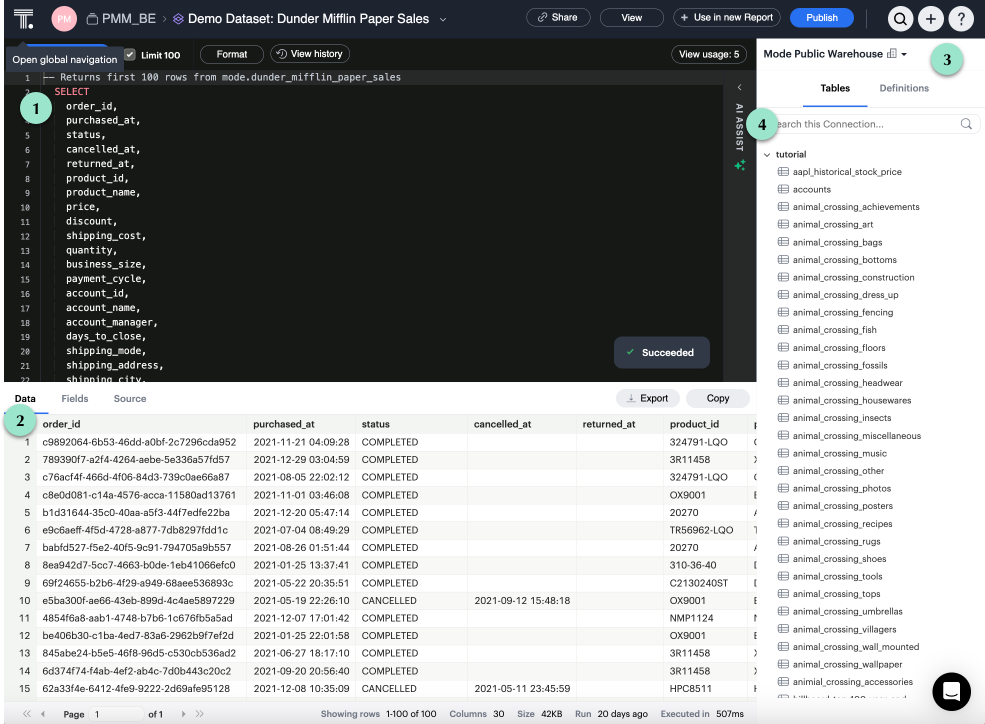 T. PM PMM_BE > Demo Dataset: Dunder Mifflin Paper Sales Share View + Use in new Report Publish + ?
Open global navigation Limit 100 Format View history View usage: 5
1 -- Returns first 100 rows from mode.dunder_mifflin_paper_sales
2 SELECT
order_id,
purchased_at,
5 status,
6 cancelled_at,
7 returned_at,
8 product_id,
9 product_name,
10 price,
11 discount,
12 shipping_cost,
13 quantity,
14 business_size,
15 payment_cycle,
16 account_id,
17 account_name,
18 account_manager,
19 days_to_close,
20 shipping_mode,
21 shipping_address,
22 shipping_city,
1
AI ASSIST
Succeeded
Data Fields Source Export Copy
2
order_id purchased_at status cancelled_at returned_at product_id
1 c9892064-6b53-46dd-a0bf-2c7296cda952 2021-11-21 04:09:28 COMPLETED 324791-LQO
2 789390f7-a2f4-4264-aebe-5e336a57fd57 2021-12-29 03:04:59 COMPLETED 3R11458
3 c76acf4f-466d-4f06-84d3-739c0ae66a87 2021-08-05 22:02:12 COMPLETED 324791-LQO
4 c8e0d081-c14a-4576-acca-11580ad13761 2021-11-01 03:46:08 COMPLETED OX9001
5 b1d31644-35c0-40aa-a5f3-44f7edfe22ba 2021-12-20 05:47:14 COMPLETED 20270
6 e9c6aeff-4f5d-4728-a877-7db8297fdd1c 2021-07-04 08:49:29 COMPLETED TR56962-LQO
7 babfd527-f5e2-40f5-9c91-794705a9b557 2021-08-26 01:51:44 COMPLETED 20270
8 8ea942d7-5cc7-4663-b0de-1eb41066efc0 2021-01-25 13:37:41 COMPLETED 310-36-40
9 69f24655-b2b6-4f29-a949-68aee536893c 2021-05-22 20:35:51 COMPLETED C2130240ST
10 e5ba300f-ae66-43eb-899d-4c4ae5897229 2021-05-19 22:26:10 CANCELLED 2021-09-12 15:48:18 OX9001
11 4854f6a8-aab1-4748-b7b6-1c676fb5a5ad 2021-12-07 17:01:42 COMPLETED NMP1124
12 be406b30-c1ba-4ed7-83a6-2962b9f7ef2d 2021-01-25 22:01:58 COMPLETED OX9001
13 845abe24-b5e5-46f8-96d5-c530cb536ad2 2021-06-27 18:17:10 COMPLETED 3R11458
14 6d374f74-f4ab-4ef2-ab4c-7d0b443c20c2 2021-09-20 20:56:40 COMPLETED 3R11458
15 62a33f4e-6412-4fe9-9222-2d69afe95128 2021-12-08 10:35:09 CANCELLED 2021-05-11 23:45:59 HPC8511
Page 1 of 1 Showing rows 1-100 of 100 Columns 30 Size 42KB Run 20 days ago Executed in 507ms
Mode Public Warehouse
3
Tables Definitions
4
earch this Connection...
tutorial
aapl_historical_stock_price
accounts
animal_crossing_achievements
animal_crossing_art
animal_crossing_bags
animal_crossing_bottoms
animal_crossing_construction
animal_crossing_dress_up
animal_crossing_fencing
animal_crossing_fish
animal_crossing_floors
animal_crossing_fossils
animal_crossing_headwear
animal_crossing_housewares
animal_crossing_insects
animal_crossing_miscellaneous
animal_crossing_music
animal_crossing_other
animal_crossing_photos
animal_crossing_posters
animal_crossing_recipes
animal_crossing_rugs
animal_crossing_shoes
animal_crossing_tools
animal_crossing_tops
animal_crossing_umbrellas
animal_crossing_villagers
animal_crossing_wall_mounted
animal_crossing_wallpaper
animial_crossing_accessories